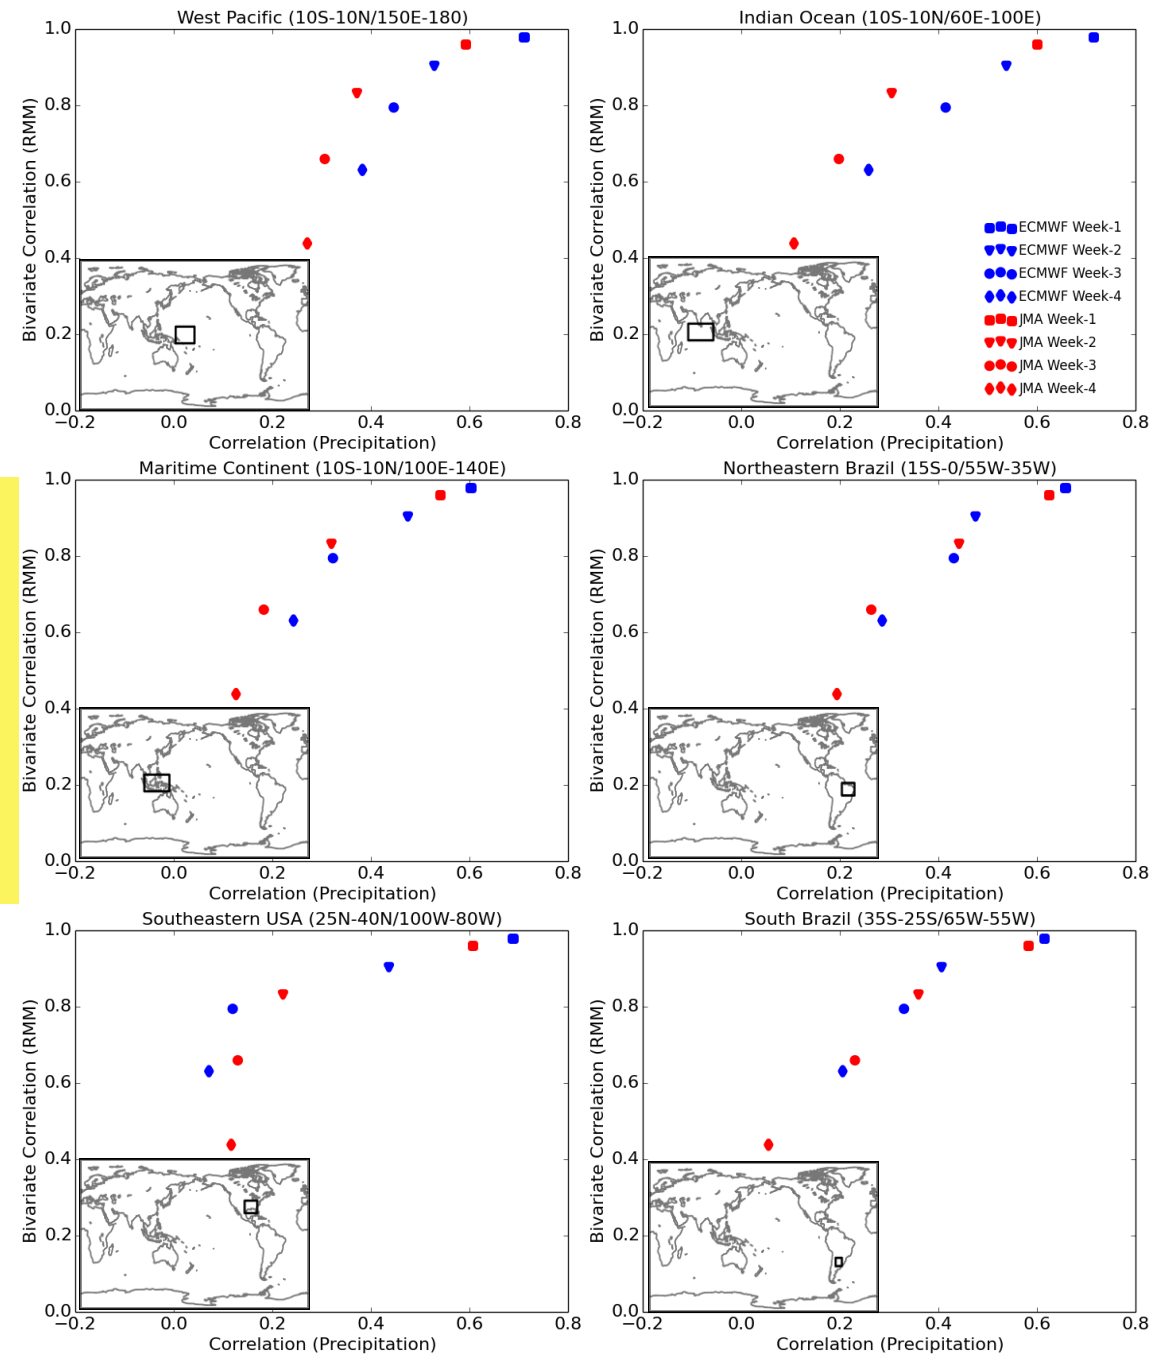 West Pacific (10S-10N/150E-180)
1.0
0.8
0.6
0.4
0.2
0.0
Bivariate Correlation (RMM)
−0.2 0.0 0.2 0.4 0.6 0.8
Correlation (Precipitation)
Indian Ocean (10S-10N/60E-100E)
1.0
0.8
0.6
0.4
0.2
0.0
Bivariate Correlation (RMM)
ECMWF Week-1
ECMWF Week-2
ECMWF Week-3
ECMWF Week-4
JMA Week-1
JMA Week-2
JMA Week-3
JMA Week-4
−0.2 0.0 0.2 0.4 0.6 0.8
Correlation (Precipitation)
Maritime Continent (10S-10N/100E-140E)
1.0
0.8
0.6
0.4
0.2
0.0
Bivariate Correlation (RMM)
−0.2 0.0 0.2 0.4 0.6 0.8
Correlation (Precipitation)
Northeastern Brazil (15S-0/55W-35W)
1.0
0.8
0.6
0.4
0.2
0.0
Bivariate Correlation (RMM)
−0.2 0.0 0.2 0.4 0.6 0.8
Correlation (Precipitation)
Southeastern USA (25N-40N/100W-80W)
1.0
0.8
0.6
0.4
0.2
0.0
Bivariate Correlation (RMM)
−0.2 0.0 0.2 0.4 0.6 0.8
Correlation (Precipitation)
South Brazil (35S-25S/65W-55W)
1.0
0.8
0.6
0.4
0.2
0.0
Bivariate Correlation (RMM)
−0.2 0.0 0.2 0.4 0.6 0.8
Correlation (Precipitation)